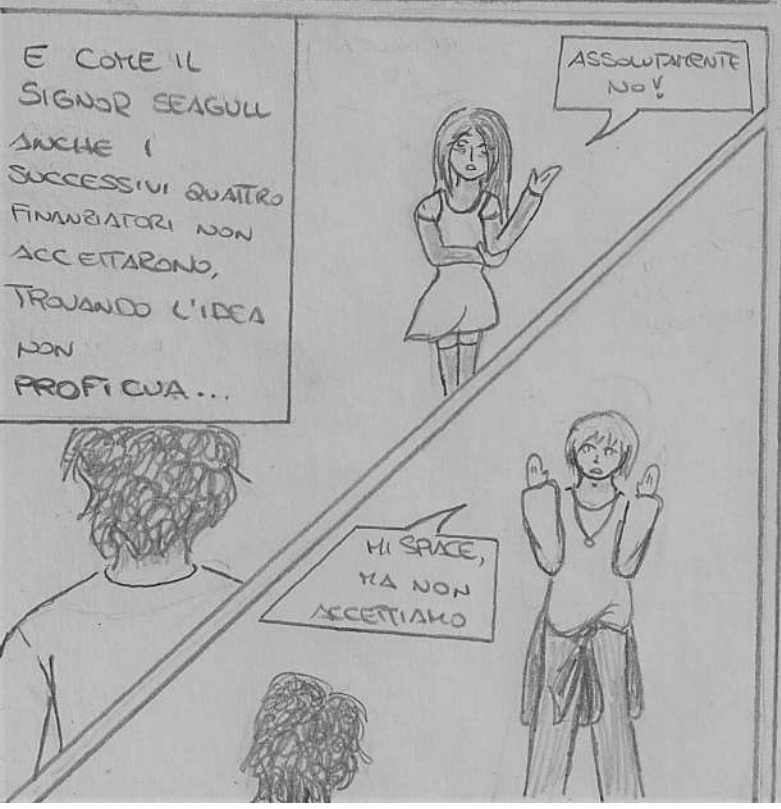 E COME IL
SIGNOR SEAGULL
ANCHE I
SUCCESSIVI QUATTRO
FINANZIATORI NON
ACCETTARONO,
TROVANDO L'IDEA
NON
PROFICUA...
ASSOLUTAMENTE
NO!
MI SPIACE,
MA NON
ACCETTIAMO